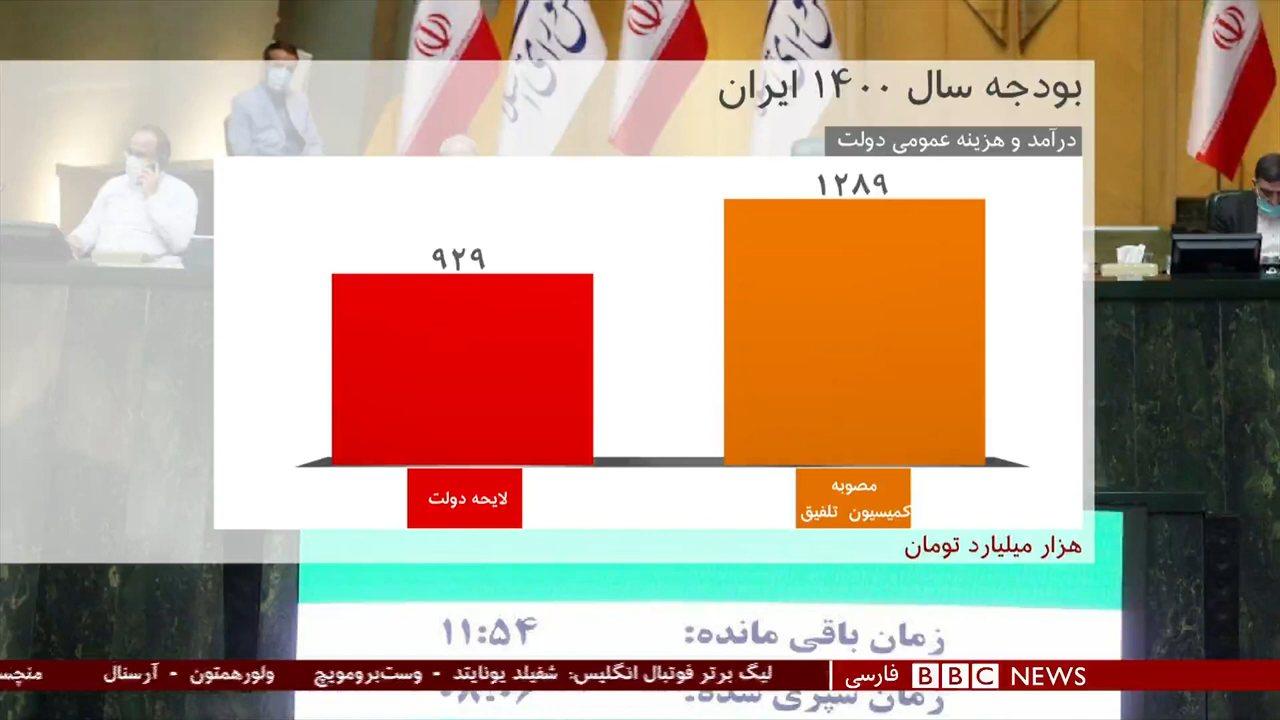 بودجه سال ۱۴۰۰ ایران
درآمد و هزینه عمومی دولت
۱۲۸۹
۹۲۹
مصوبه
کمیسیون تلفیق
لایحه دولت
هزار میلیارد تومان
زمان باقی مانده: ۱۱:۵۴
زمان سپری شده: ۰۸:۰۶
BBC NEWS فارسی
لیگ برتر فوتبال انگلیس: شفیلد یونایتد - وست‌برومویچ ولورهمتون - آرسنال